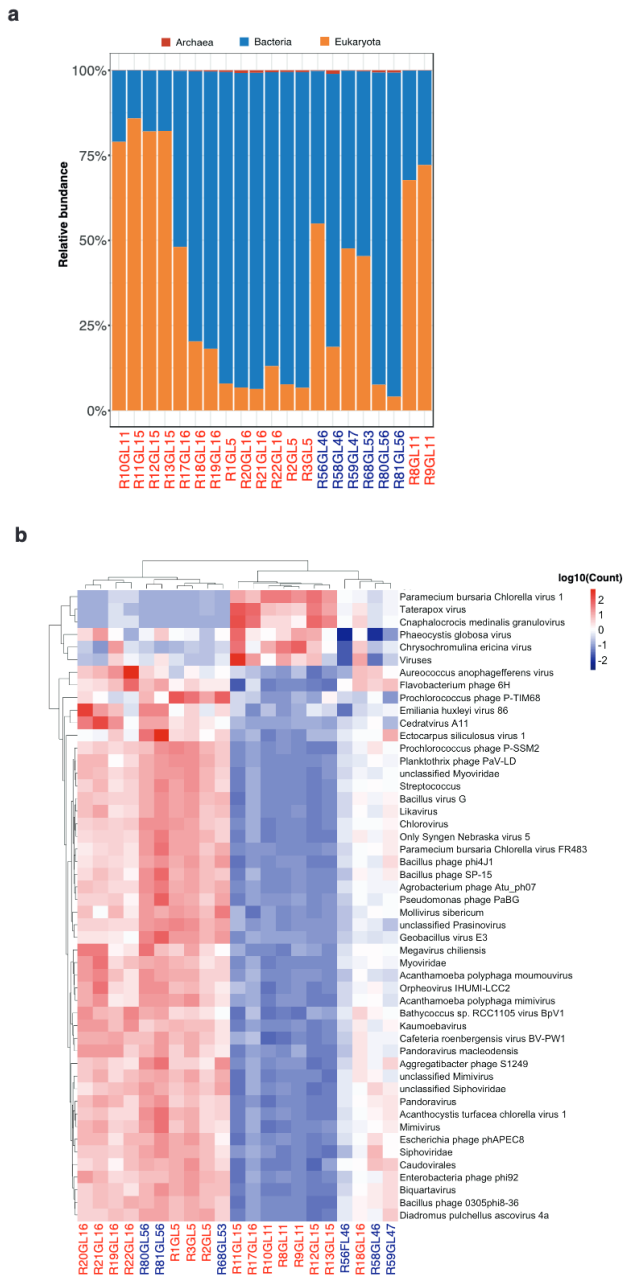 a
Archaea Bacteria Eukaryota
100%
75%
50%
25%
0%
Relative bundance
R10GL11
R11GL15
R12GL15
R13GL15
R17GL16
R18GL16
R19GL16
R1GL5
R20GL16
R21GL16
R22GL16
R2GL5
R3GL5
R56GL46
R58GL46
R59GL47
R68GL53
R80GL56
R81GL56
R8GL11
R9GL11
b
log10(Count)
2
1
0
-1
-2
Paramecium bursaria Chlorella virus 1
Taterapox virus
Cnaphalocrocis medinalis granulovirus
Phaeocystis globosa virus
Chrysochromulina ericina virus
Viruses
Aureococcus anophagefferens virus
Flavobacterium phage 6H
Prochlorococcus phage P-TIM68
Emiliania huxleyi virus 86
Cedratvirus A11
Ectocarpus siliculosus virus 1
Prochlorococcus phage P-SSM2
Planktothrix phage PaV-LD
unclassified Myoviridae
Streptococcus
Bacillus virus G
Likavirus
Chlorovirus
Only Syngen Nebraska virus 5
Paramecium bursaria Chlorella virus FR483
Bacillus phage phi4J1
Bacillus phage SP-15
Agrobacterium phage Atu_ph07
Pseudomonas phage PaBG
Mollivirus sibericum
unclassified Prasinovirus
Geobacillus virus E3
Megavirus chiliensis
Myoviridae
Acanthamoeba polyphaga moumouvirus
Orpheovirus IHUMI-LCC2
Acanthamoeba polyphaga mimivirus
Bathycoccus sp. RCC1105 virus BpV1
Kaumoebavirus
Cafeteria roenbergensis virus BV-PW1
Pandoravirus macleodensis
Aggregatibacter phage S1249
unclassified Mimivirus
unclassified Siphoviridae
Pandoravirus
Acanthocystis turfacea chlorella virus 1
Mimivirus
Escherichia phage phAPEC8
Siphoviridae
Caudovirales
Enterobacteria phage phi92
Biquartavirus
Bacillus phage 0305phi8-36
Diadromus pulchellus ascovirus 4a
R20GL16
R21GL16
R19GL16
R22GL16
R80GL56
R81GL56
R1GL5
R3GL5
R2GL5
R68GL53
R11GL15
R17GL16
R10GL11
R8GL11
R9GL11
R12GL15
R13GL15
R56FL46
R18GL16
R58GL46
R59GL47